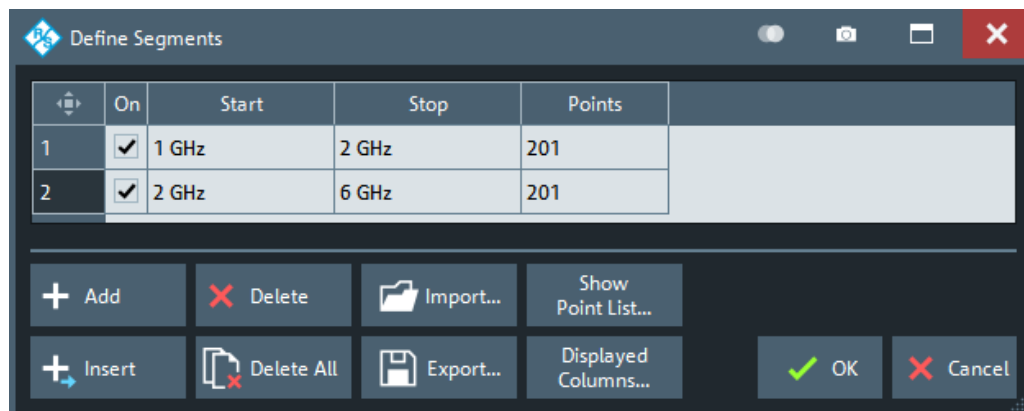 R&S Define Segments
On Start Stop Points
1 1 GHz 2 GHz 201
2 2 GHz 6 GHz 201
Add Delete Import... Show
Point List...
Insert Delete All Export... Displayed
Columns... OK Cancel